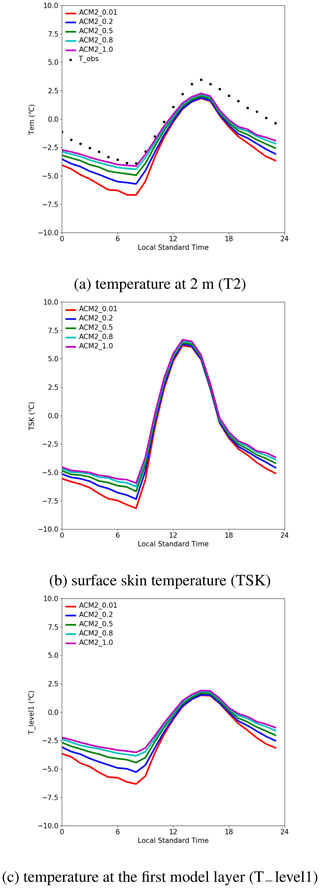 10.0
7.5
5.0
2.5
0.0
−2.5
−5.0
−7.5
−10.0
Tem (℃)
ACM2_0.01
ACM2_0.2
ACM2_0.5
ACM2_0.8
ACM2_1.0
T_obs
0 6 12 18 24
Local Standard Time
(a) temperature at 2 m (T2)
10.0
7.5
5.0
2.5
0.0
−2.5
−5.0
−7.5
−10.0
TSK (℃)
ACM2_0.01
ACM2_0.2
ACM2_0.5
ACM2_0.8
ACM2_1.0
0 6 12 18 24
Local Standard Time
(b) surface skin temperature (TSK)
10.0
7.5
5.0
2.5
0.0
−2.5
−5.0
−7.5
−10.0
T_level1 (℃)
ACM2_0.01
ACM2_0.2
ACM2_0.5
ACM2_0.8
ACM2_1.0
0 6 12 18 24
Local Standard Time
(c) temperature at the first model layer (T_level1)